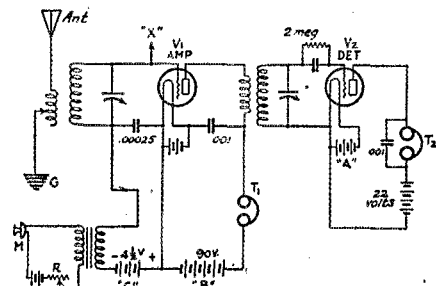 Ant
"X"
V1
AMP
2 meg
V2
DET
.00025
.001
"A"
.001
T2
G
T1
22
volts
M
R
-4½V +
90V.
"C"
"B"